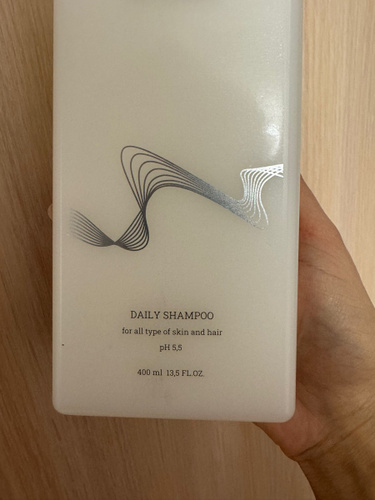 DAILY SHAMPOO
for all type of skin and hair
pH 5,5
400 ml 13,5 FL.OZ.